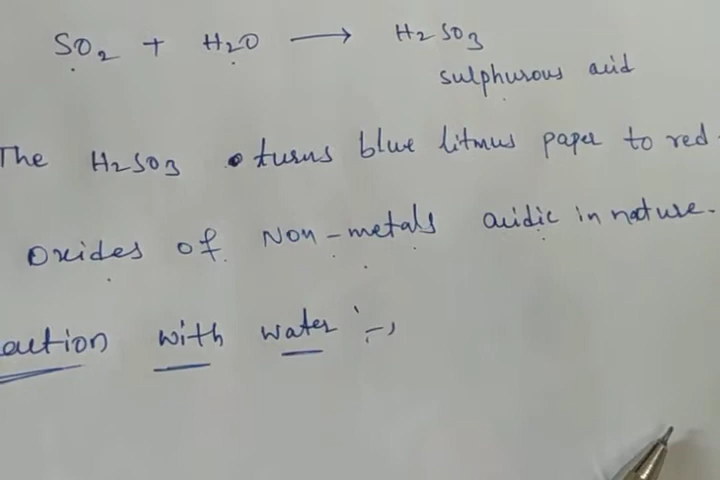 SO2 + H2O → H2SO3
sulphurous acid
The H2SO3 turns blue litmus paper to red.
Oxides of Non-metals acidic in nature.
action with water :-